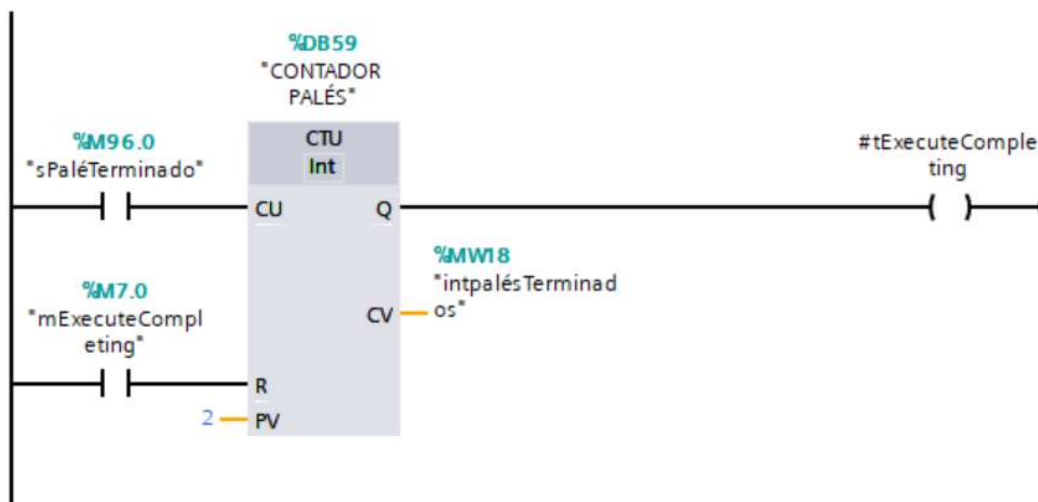 %DB59
"CONTADOR
PALÉS"
%M96.0
"sPaléTerminado"
CTU
Int
#tExecuteComple
ting
CU
Q
%MW18
"intpalésTerminad
os"
CV
%M7.0
"mExecuteCompl
eting"
R
2
PV